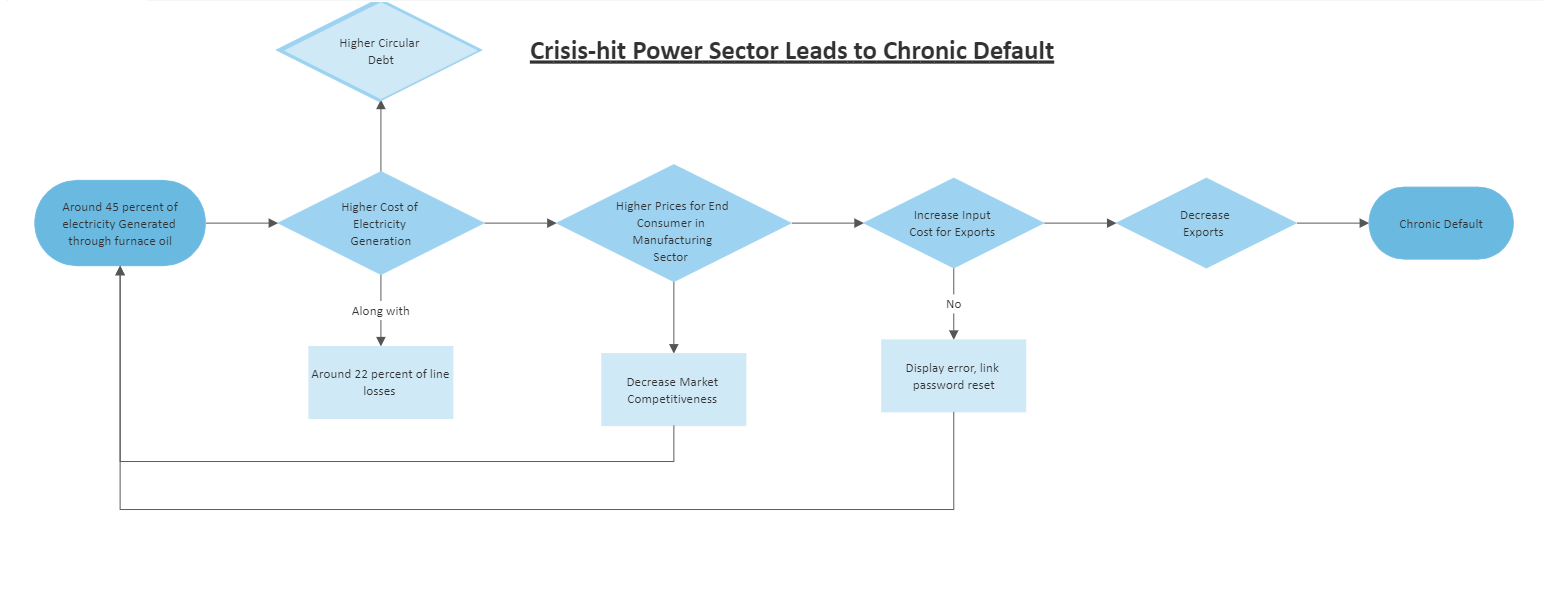 Higher Circular
Debt
Crisis-hit Power Sector Leads to Chronic Default
Around 45 percent of
electricity Generated
through furnace oil
Higher Cost of
Electricity
Generation
Higher Prices for End
Consumer in
Manufacturing
Sector
Increase Input
Cost for Exports
Decrease
Exports
Chronic Default
Along with
No
Around 22 percent of line
losses
Decrease Market
Competitiveness
Display error, link
password reset